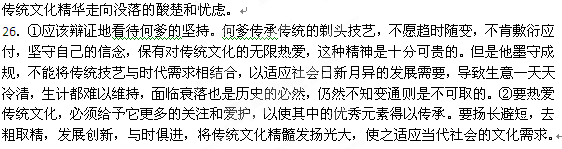 传统文化精华走向没落的酸楚和忧虑。
26. ①应该辩证地看待何爹的坚持。何爹传承传统的剃头技艺，不愿趋时随变，不肯敷衍应
付，坚守自己的信念，保有对传统文化的无限热爱，这种精神是十分可贵的。但是他墨守成
规，不能将传统技艺与时代需求相结合，以适应社会日新月异的发展需要，导致生意一天天
冷清，生计都难以维持，面临衰落也是历史的必然，仍然不知变通则是不可取的。②要热爱
传统文化，必须给予它更多的关注和爱护，以使其中的优秀元素得以传承。要扬长避短，去
粗取精，发展创新，与时俱进，将传统文化精髓发扬光大，使之适应当代社会的文化需求。